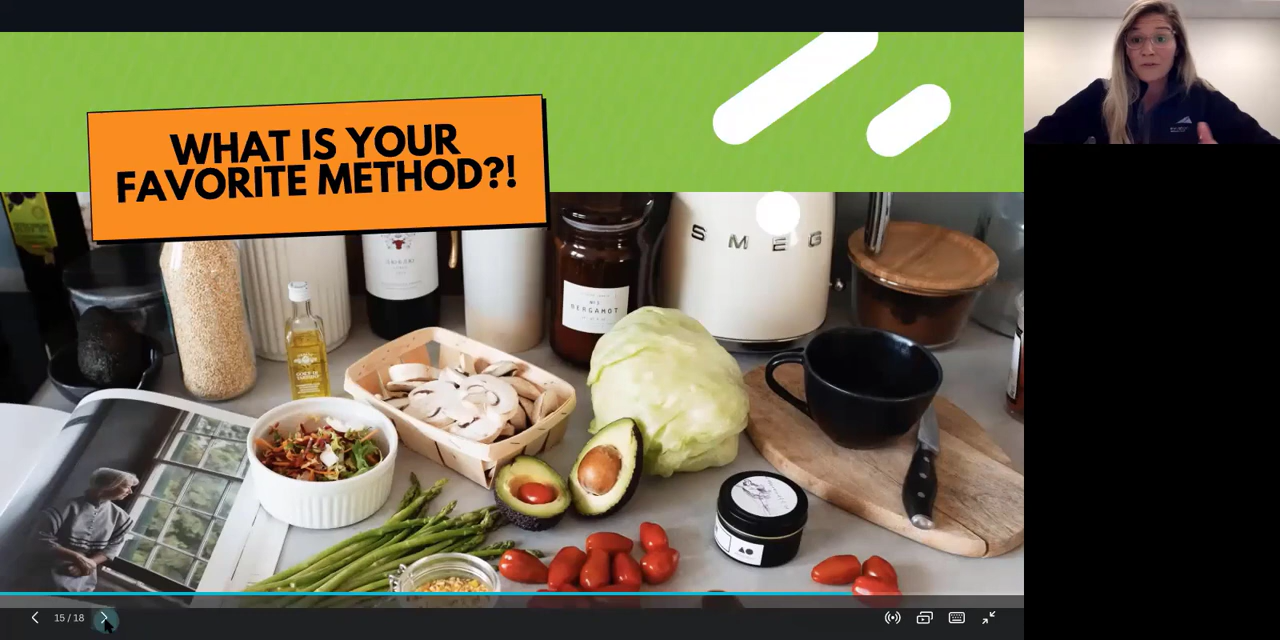 WHAT IS YOUR
FAVORITE METHOD?!
SMEG
BERGAMOT
15 / 18